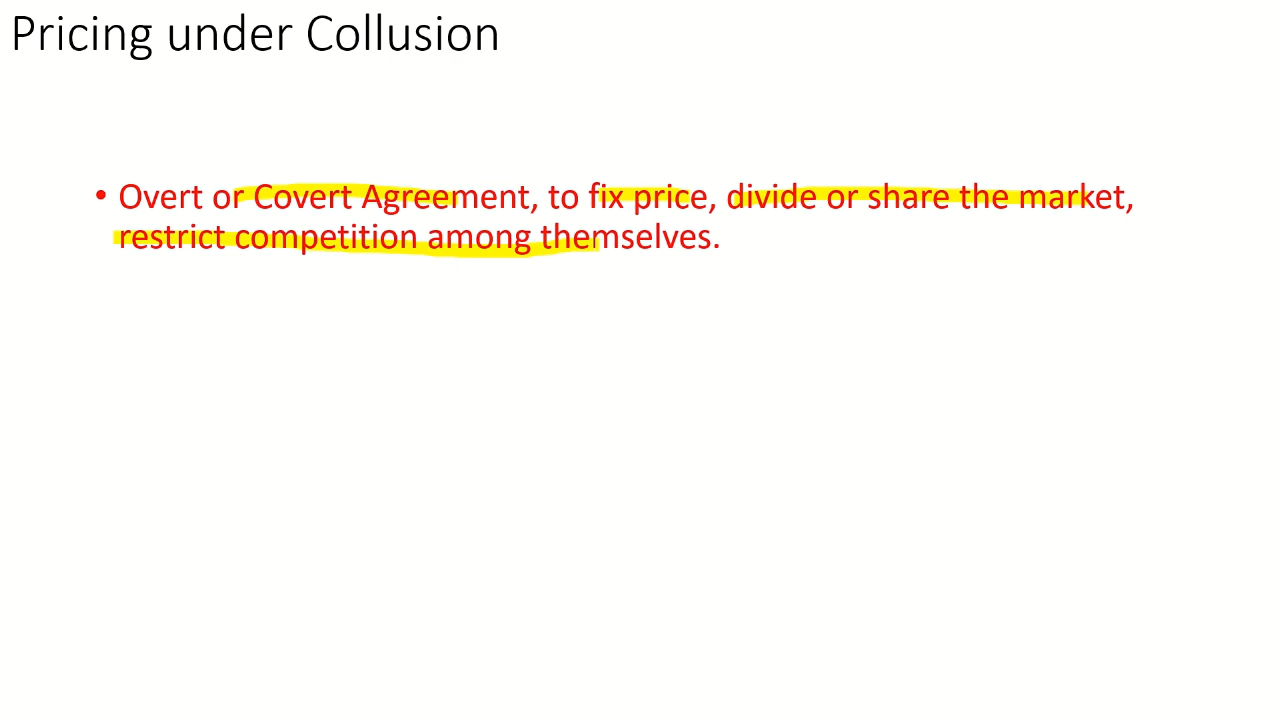 Pricing under Collusion
• Overt or Covert Agreement, to fix price, divide or share the market,
restrict competition among themselves.